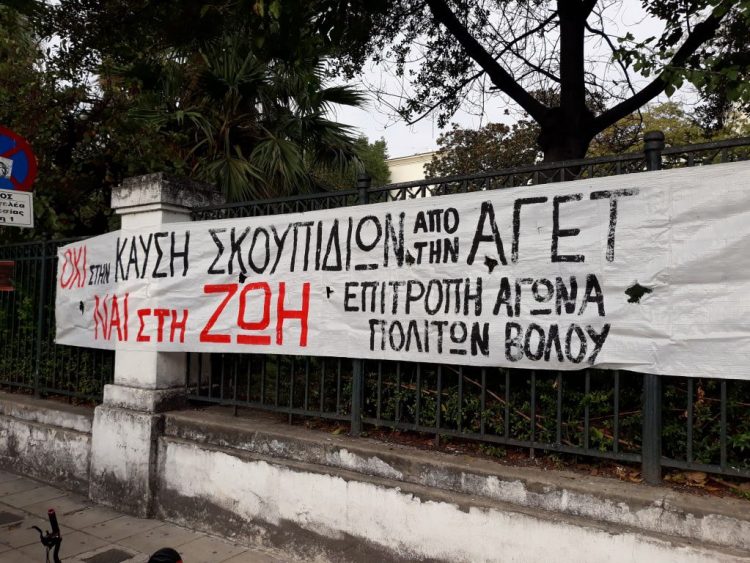 ΟΧΙ ΣΤΗΝ ΚΑΥΣΗ ΣΚΟΥΠΙΔΙΩΝ ΑΠΟ ΤΗΝ ΑΓΕΤ
ΝΑΙ ΣΤΗ ΖΩΗ
ΕΠΙΤΡΟΠΗ ΑΓΩΝΑ
ΠΟΛΙΤΩΝ ΒΟΛΟΥ